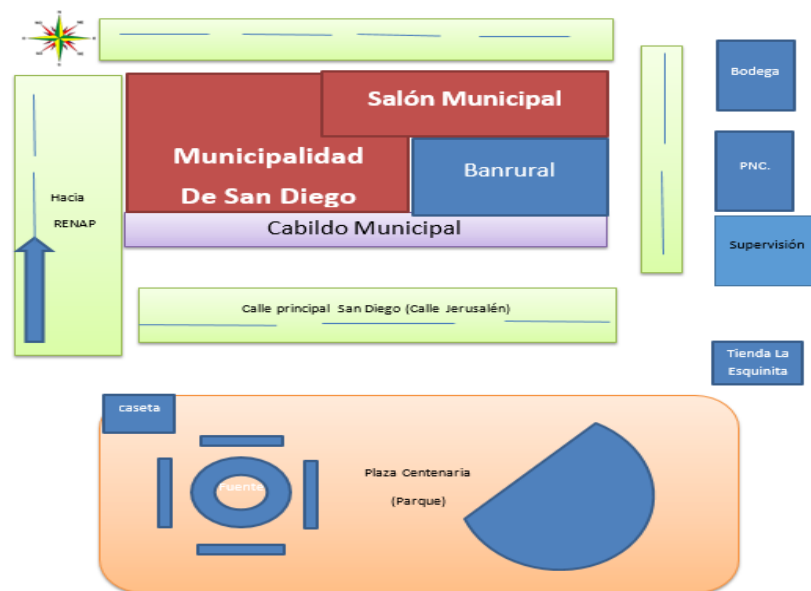 Bodega
Salón Municipal
Municipalidad
De San Diego
Banrural
PNC.
Hacia
RENAP
Cabildo Municipal
Supervisión
Calle principal San Diego (Calle Jerusalén)
Tienda La
Esquinita
caseta
Fuente
Plaza Centenaria
(Parque)